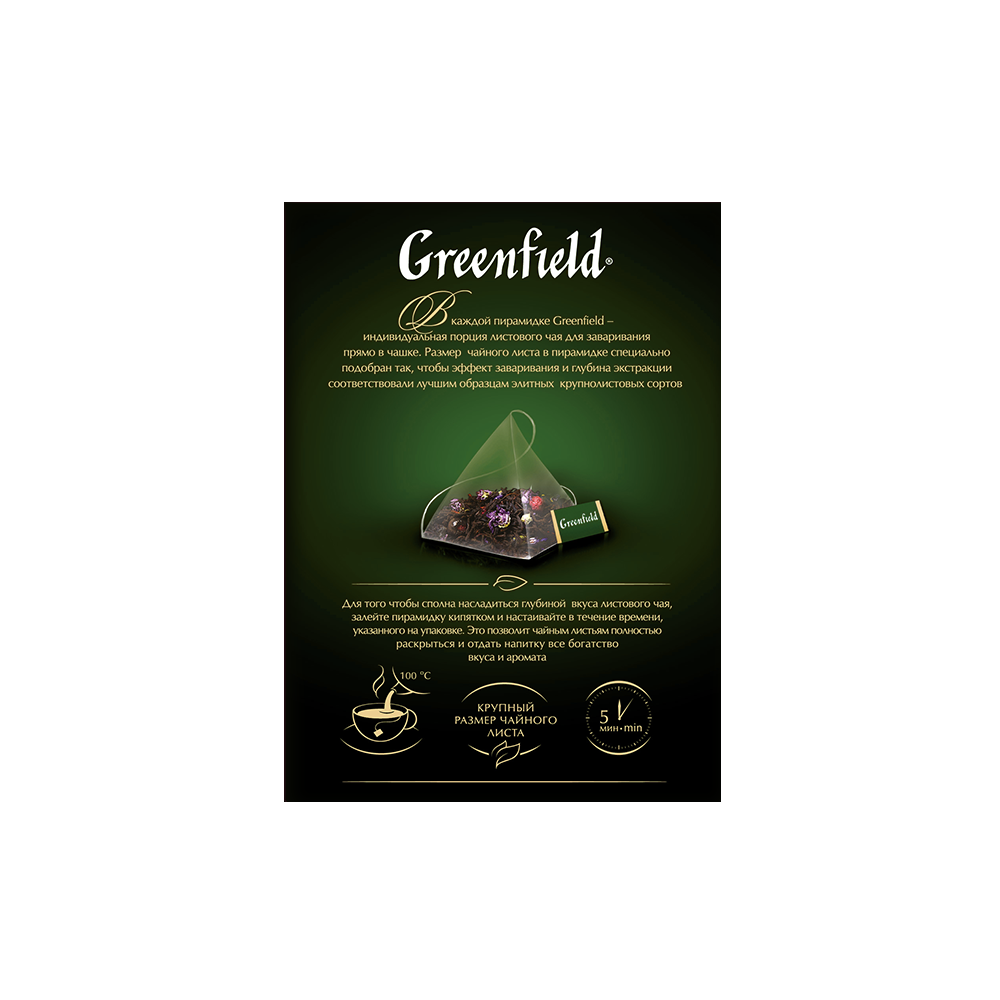 Greenfield®
В каждой пирамидке Greenfield –
индивидуальная порция листового чая для заваривания
прямо в чашке. Размер чайного листа в пирамидке специально
подобран так, чтобы эффект заваривания и глубина экстракции
соответствовали лучшим образцам элитных крупнолистовых сортов
Greenfield
Для того чтобы сполна насладиться глубиной вкуса листового чая,
залейте пирамидку кипятком и настаивайте в течение времени,
указанного на упаковке. Это позволит чайным листьям полностью
раскрыться и отдать напитку все богатство
вкуса и аромата
100 °C
КРУПНЫЙ
РАЗМЕР ЧАЙНОГО
ЛИСТА
5
мин•min